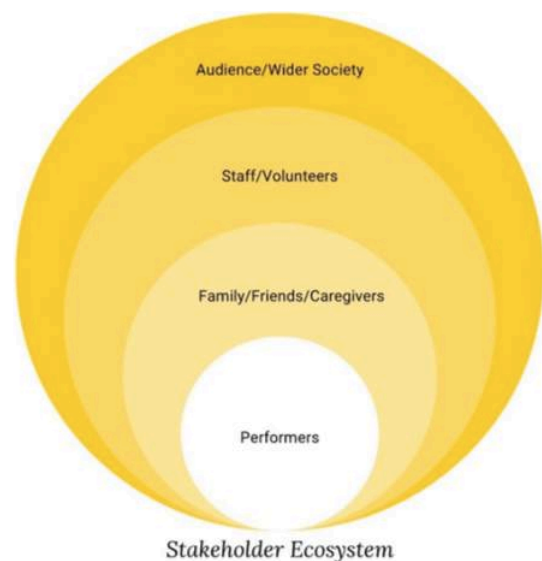 Audience/Wider Society
Staff/Volunteers
Family/Friends/Caregivers
Performers
Stakeholder Ecosystem